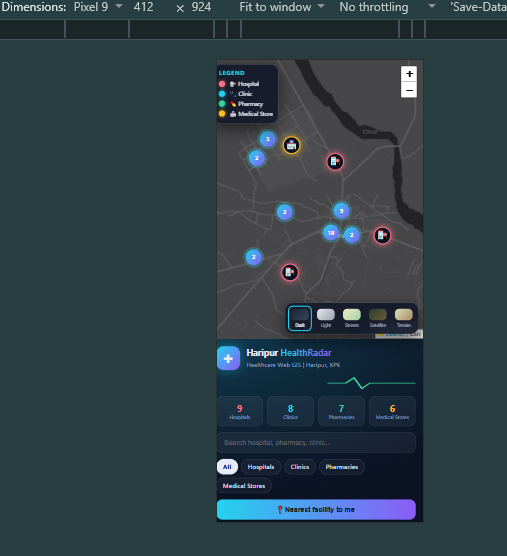 Dimensions: Pixel 9 412 × 924 Fit to window No throttling 'Save-Data
LEGEND
Hospital
Clinic
Pharmacy
Medical Store
+
−
3
2
2
5
18
2
2
Dark Light Streets Satellite Terrain
Haripur HealthRadar
Healthcare Web GIS | Haripur, KPK
9 8 7 6
Hospitals Clinics Pharmacies Medical Stores
Search hospital, pharmacy, clinic...
All Hospitals Clinics Pharmacies
Medical Stores
Nearest facility to me